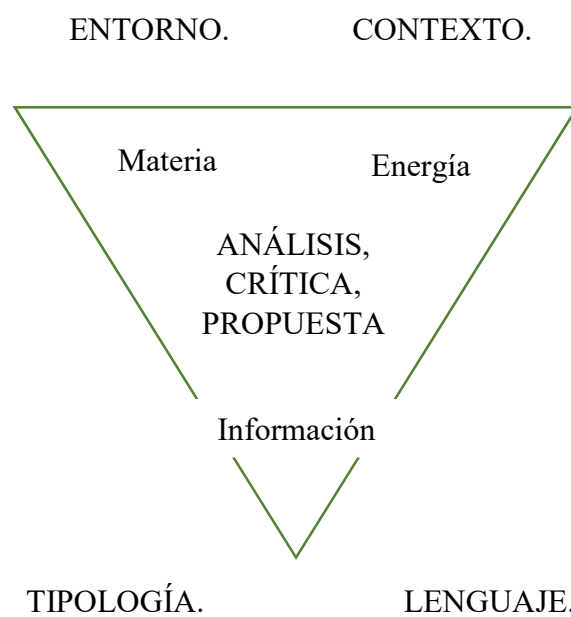 ENTORNO. CONTEXTO.
Materia Energía
ANÁLISIS,
CRÍTICA,
PROPUESTA
Información
TIPOLOGÍA. LENGUAJE.